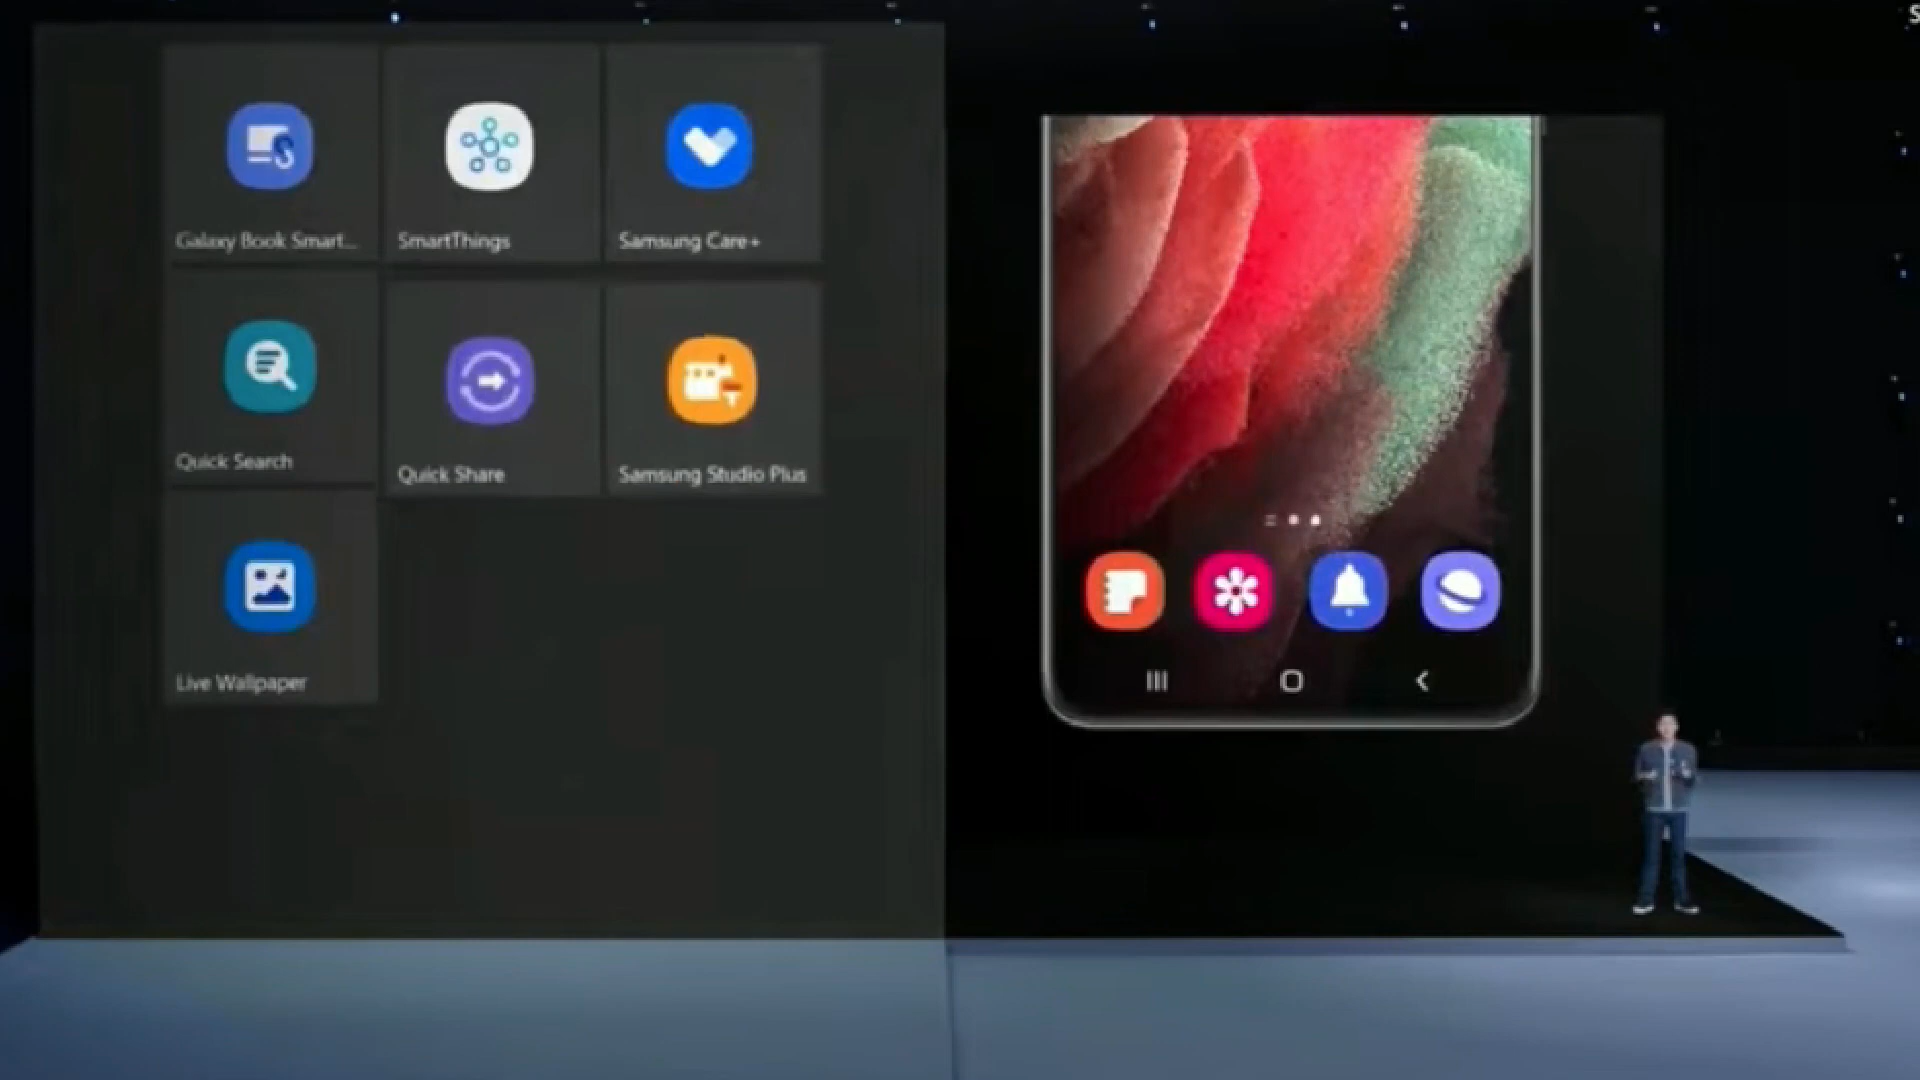 Galaxy Book Smart...
SmartThings
Samsung Care+
Quick Search
Quick Share
Samsung Studio Plus
Live Wallpaper